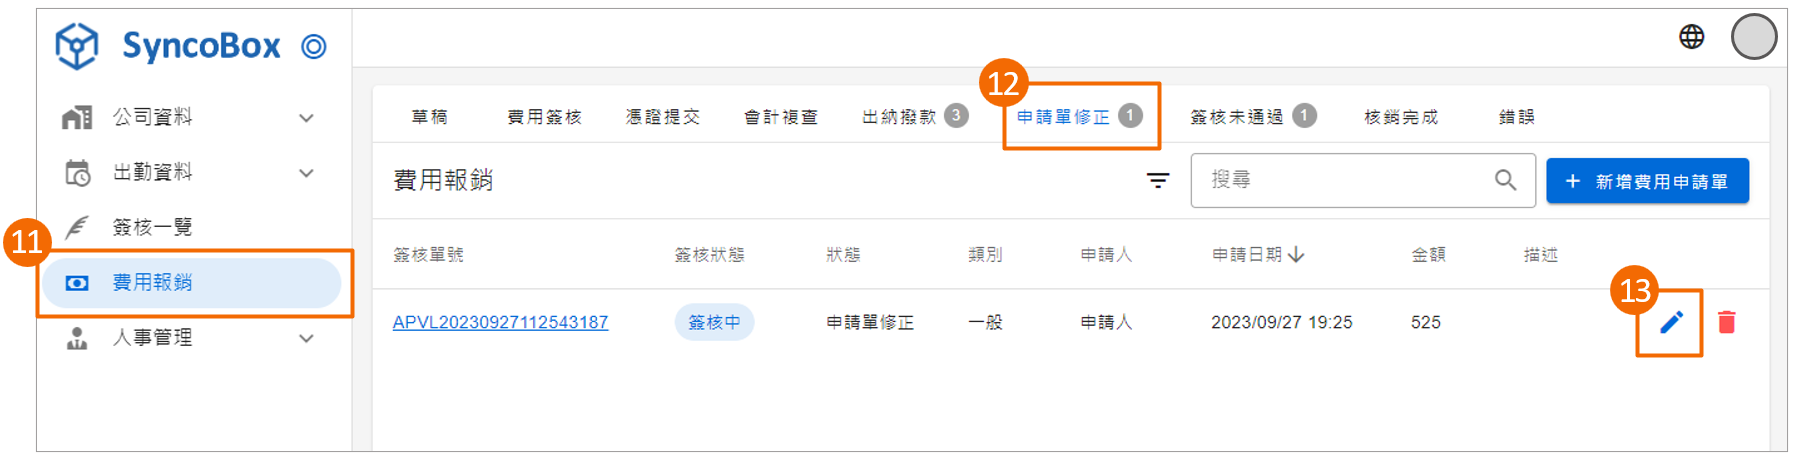 SyncoBox
公司資料
出勤資料
簽核一覽
11
費用報銷
人事管理
12
草稿 費用簽核 憑證提交 會計複查 出納撥款 3 申請單修正 1 簽核未通過 1 核銷完成 錯誤
費用報銷 搜尋 + 新增費用申請單
簽核單號 簽核狀態 狀態 類別 申請人 申請日期 金額 描述
13
APVL20230927112543187 簽核中 申請單修正 一般 申請人 2023/09/27 19:25 525